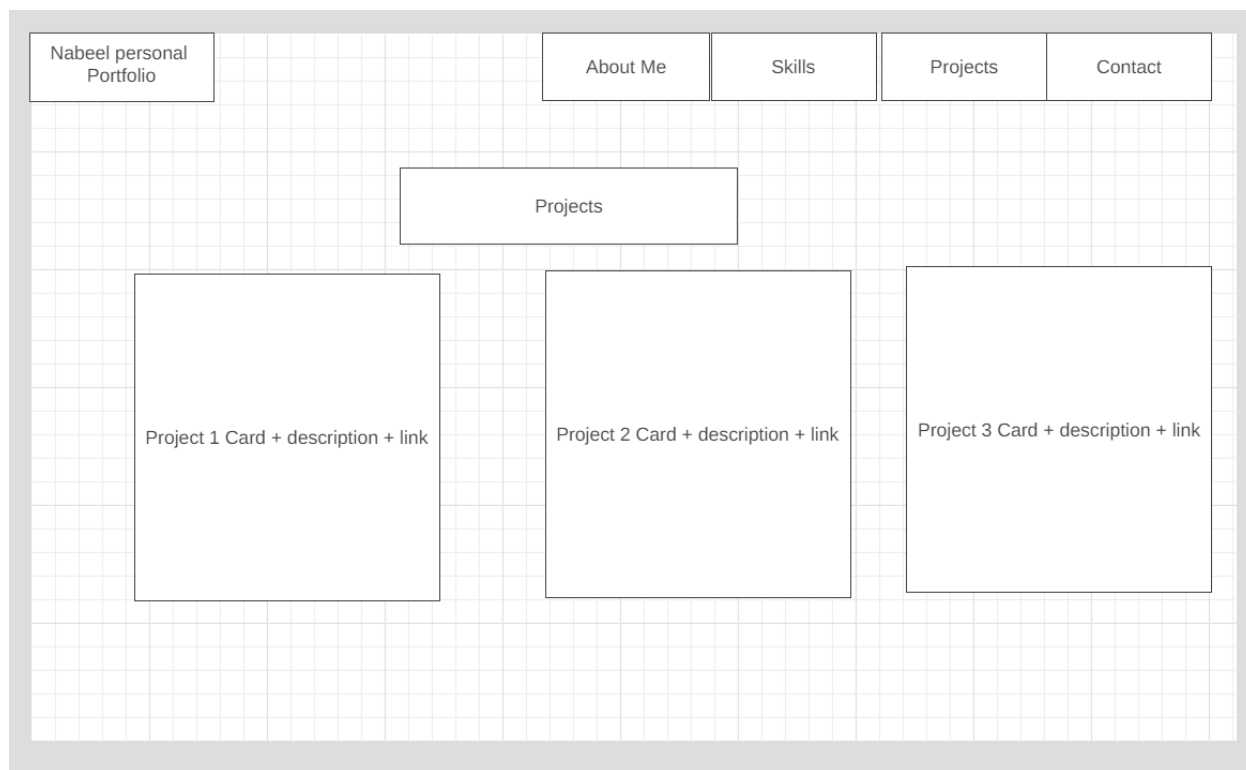 Nabeel personal
Portfolio
About Me
Skills
Projects
Contact
Projects
Project 1 Card + description + link
Project 2 Card + description + link
Project 3 Card + description + link